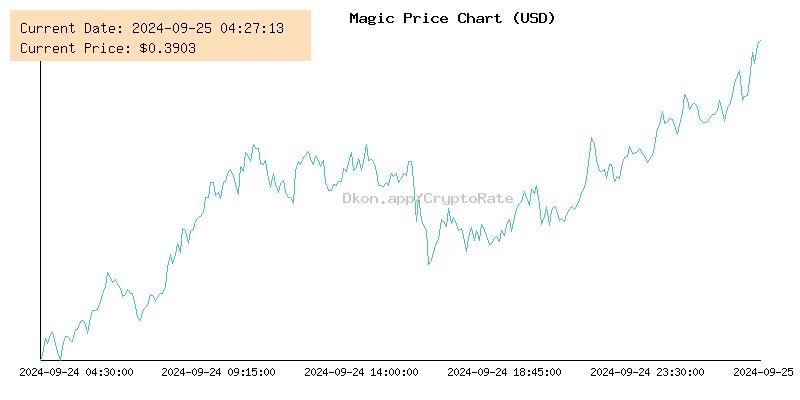 Magic Price Chart (USD)
Current Date: 2024-09-25 04:27:13
Current Price: $0.3903
Dkon.app/CryptoRate
2024-09-24 04:30:00 2024-09-24 09:15:00 2024-09-24 14:00:00 2024-09-24 18:45:00 2024-09-24 23:30:00 2024-09-25